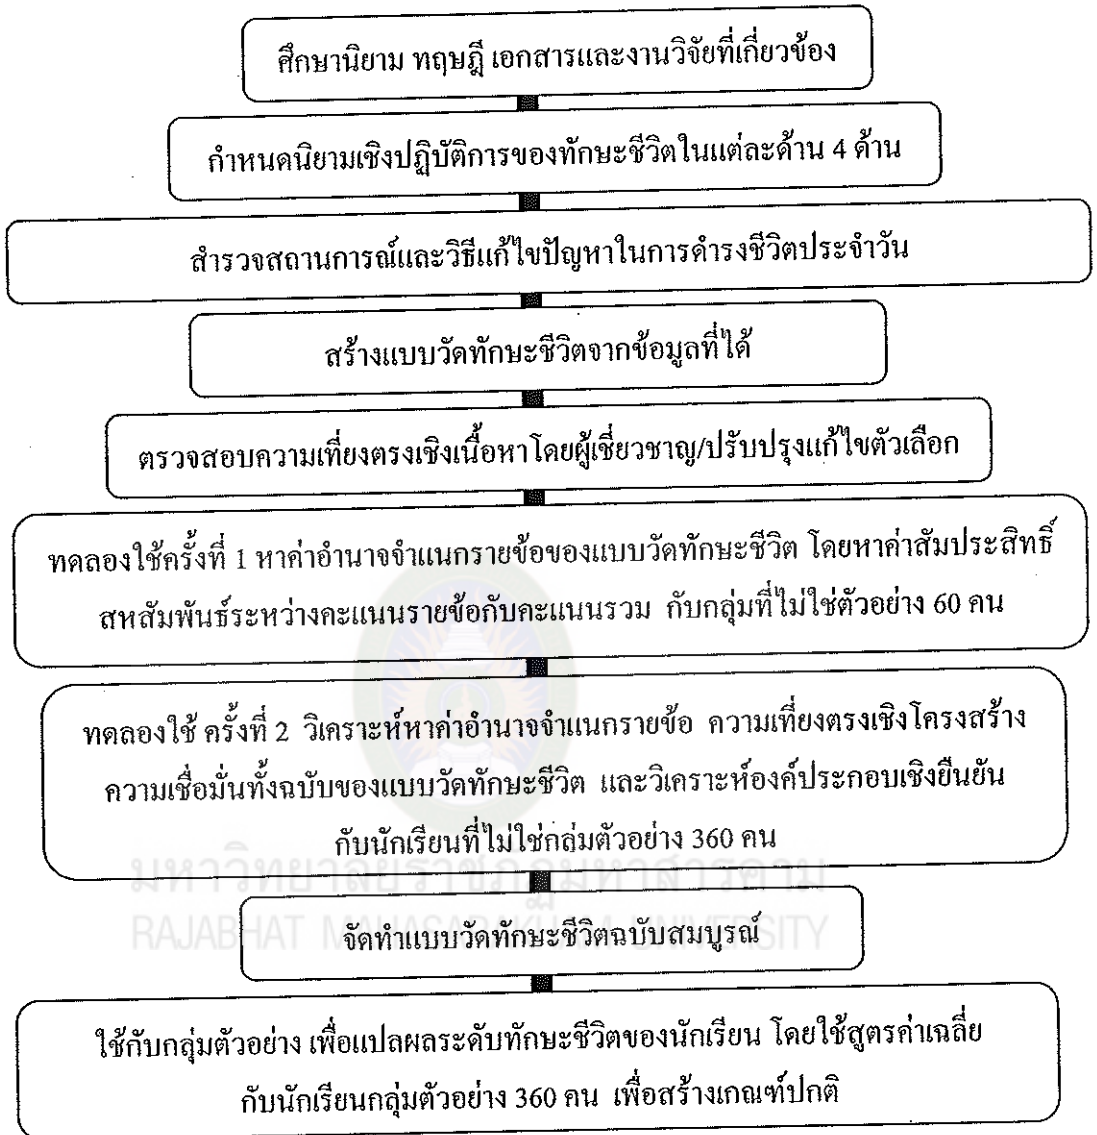 ศึกษานิยาม ทฤษฎี เอกสารและงานวิจัยที่เกี่ยวข้อง
กำหนดนิยามเชิงปฏิบัติการของทักษะชีวิตในแต่ละด้าน 4 ด้าน
สำรวจสถานการณ์และวิธีแก้ไขปัญหาในการดำรงชีวิตประจำวัน
สร้างแบบวัดทักษะชีวิตจากข้อมูลที่ได้
ตรวจสอบความเที่ยงตรงเชิงเนื้อหาโดยผู้เชี่ยวชาญ/ปรับปรุงแก้ไขตัวเลือก
ทดลองใช้ครั้งที่ 1 หาค่าอำนาจจำแนกรายข้อของแบบวัดทักษะชีวิต โดยหาค่าสัมประสิทธิ์
สหสัมพันธ์ระหว่างคะแนนรายข้อกับคะแนนรวม กับกลุ่มที่ไม่ใช่ตัวอย่าง 60 คน
ทดลองใช้ ครั้งที่ 2 วิเคราะห์หาค่าอำนาจจำแนกรายข้อ ความเที่ยงตรงเชิงโครงสร้าง
ความเชื่อมั่นทั้งฉบับของแบบวัดทักษะชีวิต และวิเคราะห์องค์ประกอบเชิงยืนยัน
กับนักเรียนที่ไม่ใช่กลุ่มตัวอย่าง 360 คน
มหาวิทยาลัยราชภัฏมหาสารคาม
RAJABHAT MAHASARAKHAM UNIVERSITY
จัดทำแบบวัดทักษะชีวิตฉบับสมบูรณ์
ใช้กับกลุ่มตัวอย่าง เพื่อแปลผลระดับทักษะชีวิตของนักเรียน โดยใช้สูตรค่าเฉลี่ย
กับนักเรียนกลุ่มตัวอย่าง 360 คน เพื่อสร้างเกณฑ์ปกติ